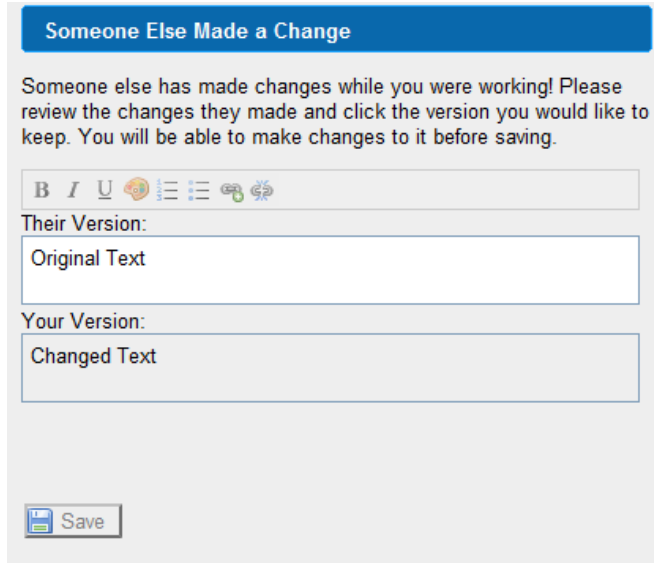 Someone Else Made a Change
Someone else has made changes while you were working! Please
review the changes they made and click the version you would like to
keep. You will be able to make changes to it before saving.
B I U
Their Version:
Original Text
Your Version:
Changed Text
Save